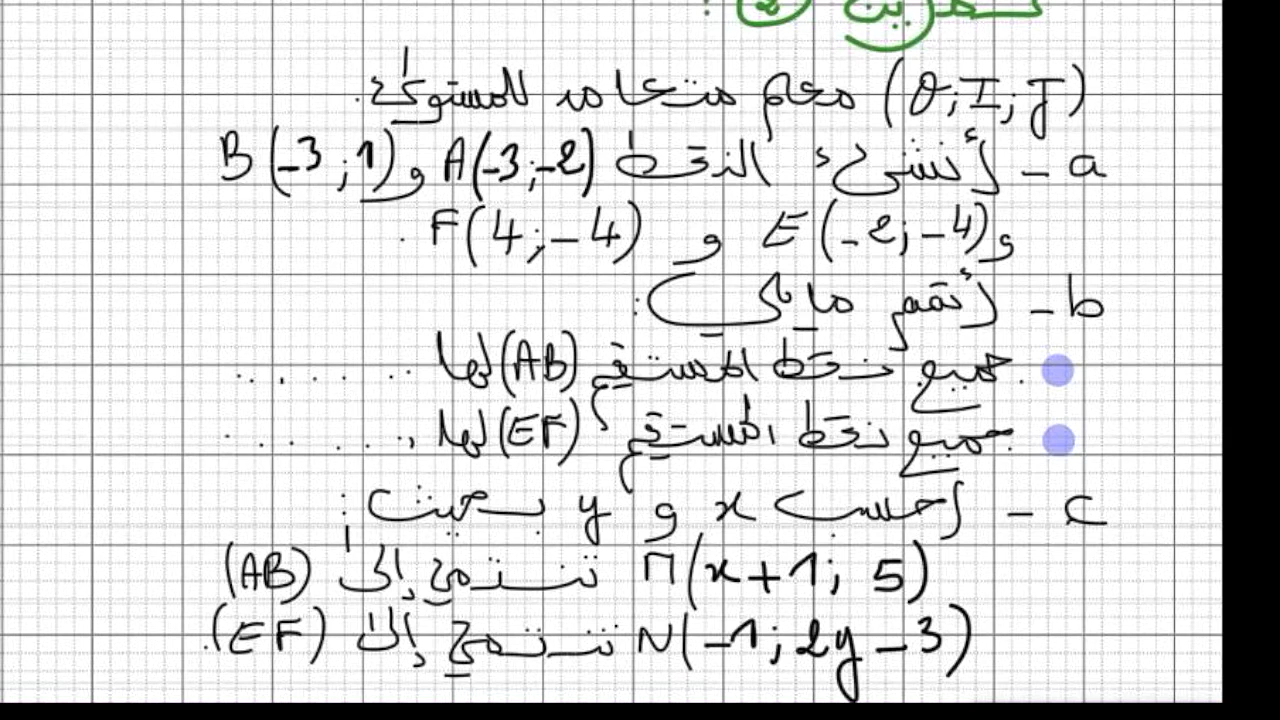 تمرين 2 :
(O;I;J) معلم متعامد للمستوى.
a - أنشئ النقط A(-3;-2) و B(-3;1)
و E(-2;-4) و F(4;-4) .
b - أتمم ما يلي :
جميع نقط المستقيم (AB) لها .......
جميع نقط المستقيم (EF) لها .......
c - أحسب x و y بحيث :
M(x+1; 5) تنتمي إلى (AB)
N(-1; 2y-3) تنتمي إلى (EF).